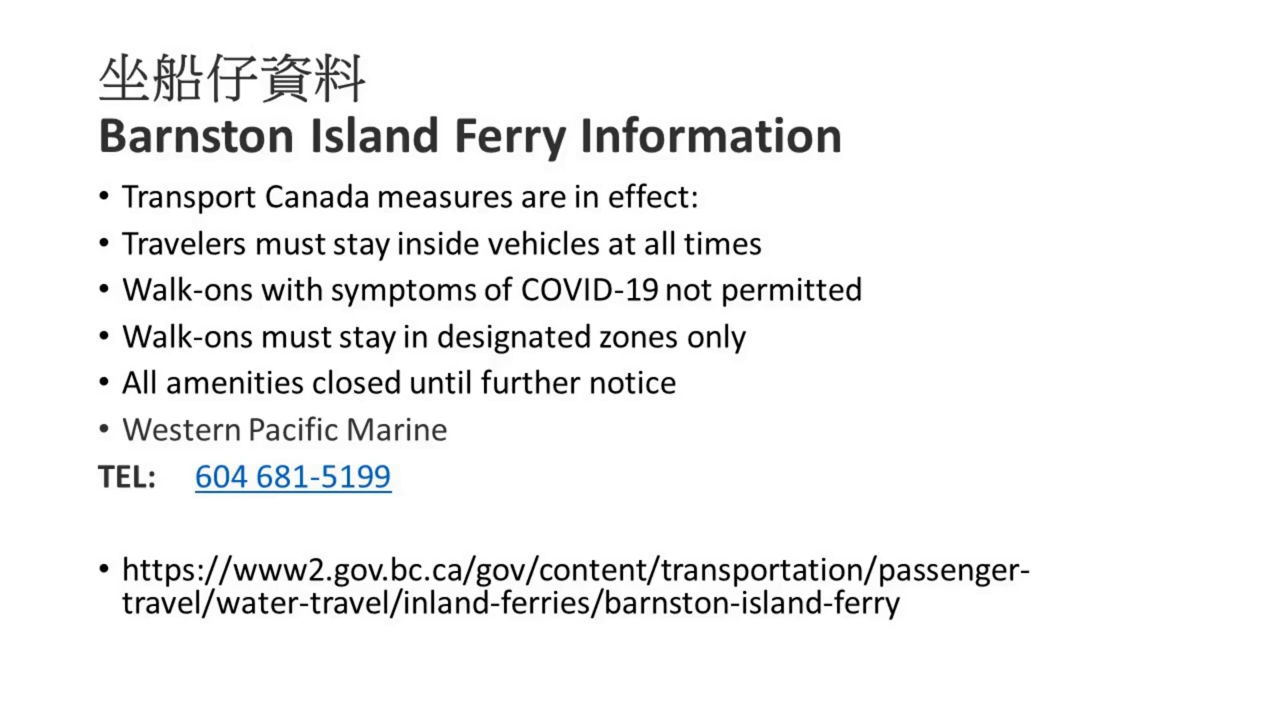 坐船仔資料
Barnston Island Ferry Information
• Transport Canada measures are in effect:
• Travelers must stay inside vehicles at all times
• Walk-ons with symptoms of COVID-19 not permitted
• Walk-ons must stay in designated zones only
• All amenities closed until further notice
• Western Pacific Marine
TEL: 604 681-5199
• https://www2.gov.bc.ca/gov/content/transportation/passenger-
travel/water-travel/inland-ferries/barnston-island-ferry